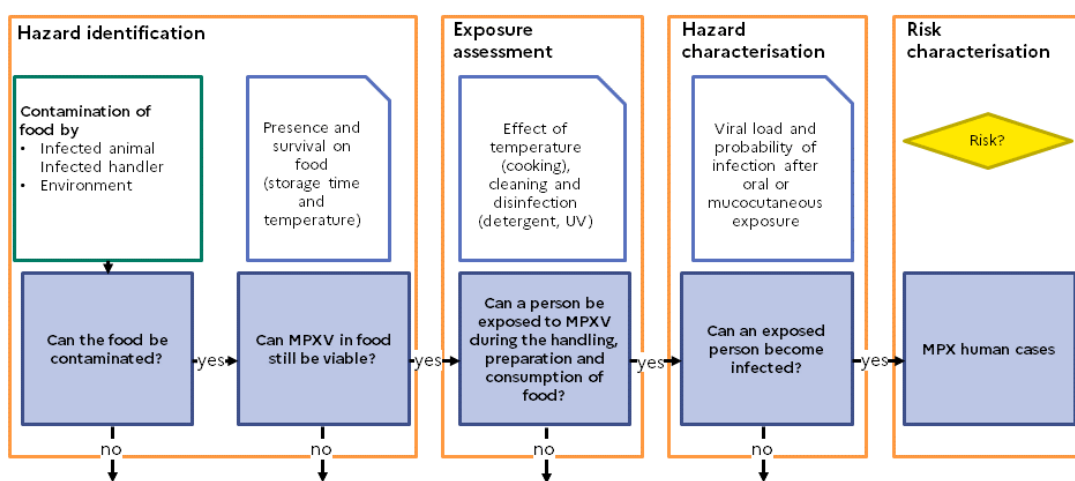 Hazard identification
Contamination of
food by
• Infected animal
Infected handler
• Environment
Presence and
survival on
food
(storage time
and
temperature)
Can the food be
contaminated?
yes
Can MPXV in food
still be viable?
yes
no
no
Exposure
assessment
Effect of
temperature
(cooking),
cleaning and
disinfection
(detergent, UV)
Can a person be
exposed to MPXV
during the handling,
preparation and
consumption of
food?
yes
no
Hazard
characterisation
Viral load and
probability of
infection after
oral or
mucocutaneous
exposure
Can an exposed
person become
infected?
yes
no
Risk
characterisation
Risk?
MPX human cases